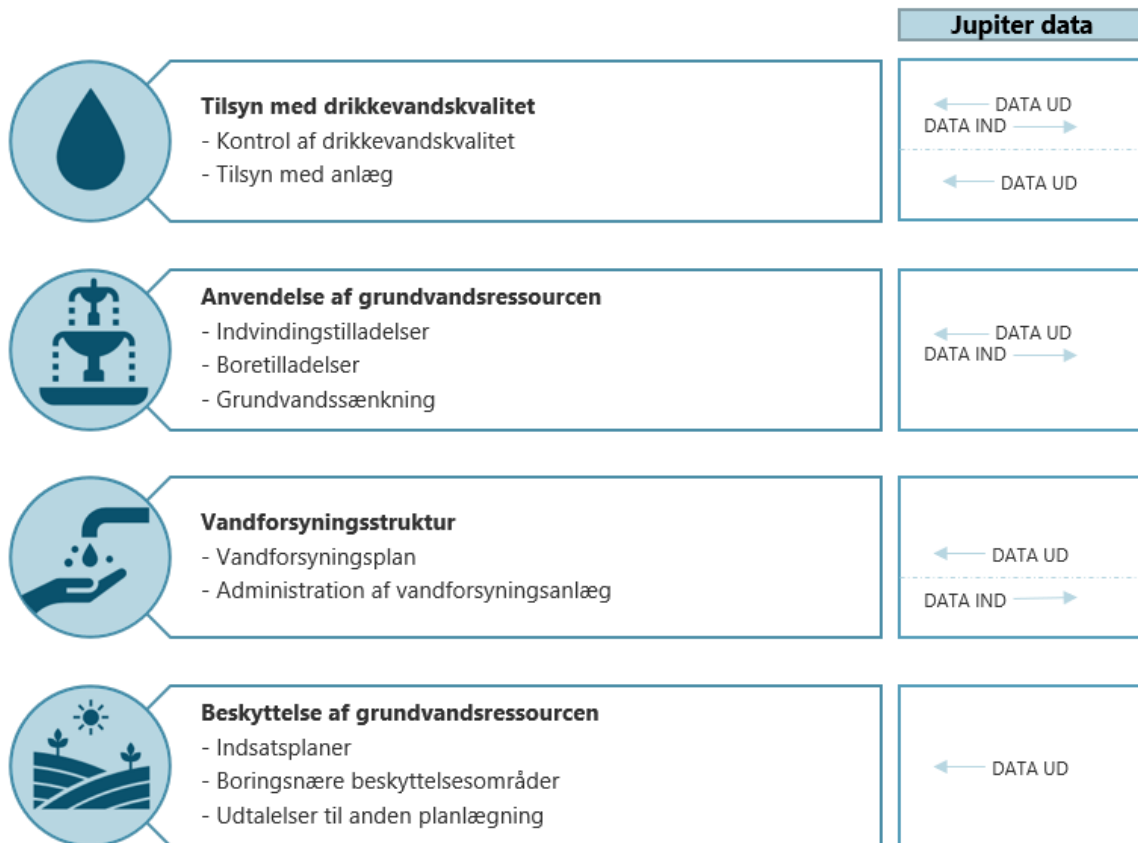 Jupiter data
Tilsyn med drikkevandskvalitet
- Kontrol af drikkevandskvalitet
- Tilsyn med anlæg
DATA UD
DATA IND
DATA UD
Anvendelse af grundvandsressourcen
- Indvindingstilladelser
- Boretilladelser
- Grundvandssænkning
DATA UD
DATA IND
Vandforsyningsstruktur
- Vandforsyningsplan
- Administration af vandforsyningsanlæg
DATA UD
DATA IND
Beskyttelse af grundvandsressourcen
- Indsatsplaner
- Boringsnære beskyttelsesområder
- Udtalelser til anden planlægning
DATA UD